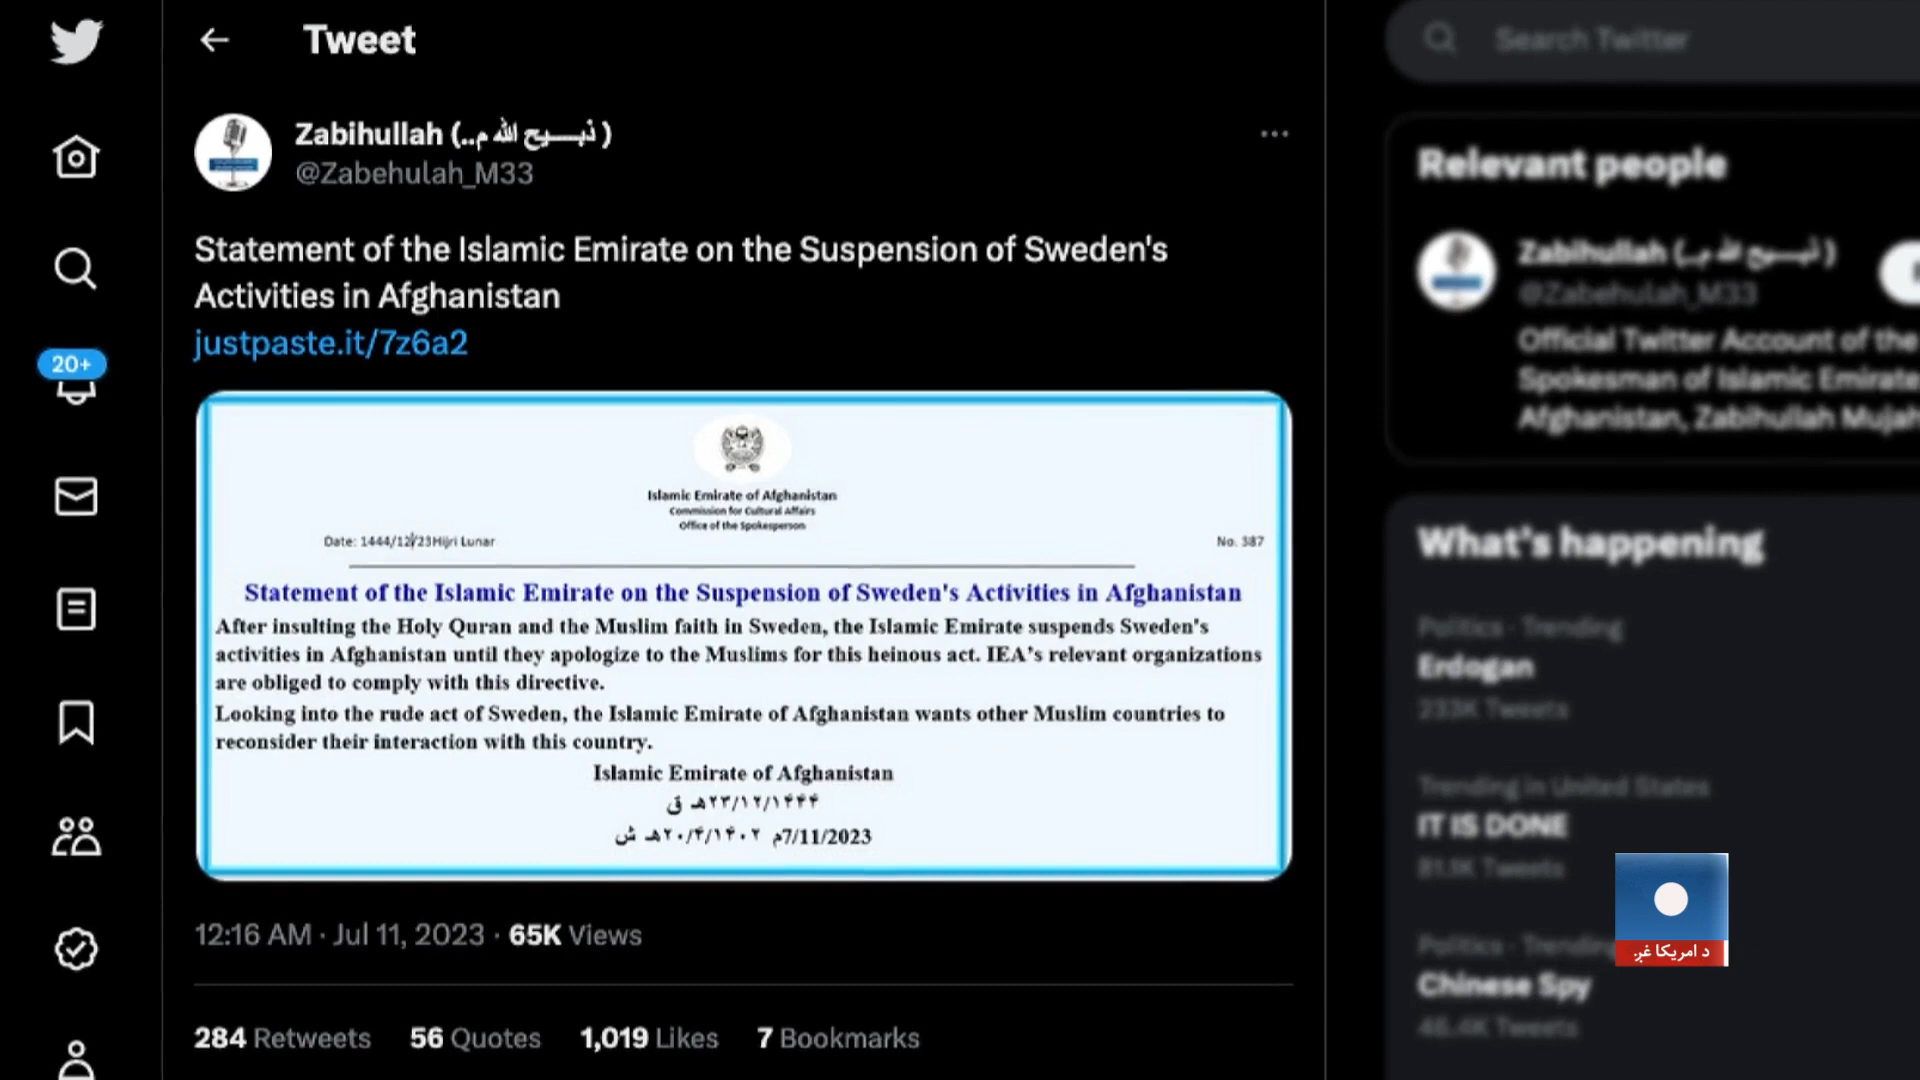 Tweet
Zabihullah (..ذبـــیح الله م )
@Zabehulah_M33
Statement of the Islamic Emirate on the Suspension of Sweden's
Activities in Afghanistan
justpaste.it/7z6a2
Islamic Emirate of Afghanistan
Commission for Cultural Affairs
Office of the Spokesperson
Date: 1444/12/23Hijri Lunar
No. 387
Statement of the Islamic Emirate on the Suspension of Sweden's Activities in Afghanistan
After insulting the Holy Quran and the Muslim faith in Sweden, the Islamic Emirate suspends Sweden's
activities in Afghanistan until they apologize to the Muslims for this heinous act. IEA's relevant organizations
are obliged to comply with this directive.
Looking into the rude act of Sweden, the Islamic Emirate of Afghanistan wants other Muslim countries to
reconsider their interaction with this country.
Islamic Emirate of Afghanistan
۲۳/۱۲/۱۴۴۴هـ ق
۲۰/۴/۱۴۰۲هـ ش 7/11/2023م
12:16 AM · Jul 11, 2023 · 65K Views
284 Retweets 56 Quotes 1,019 Likes 7 Bookmarks
20+
Search Twitter
Relevant people
Zabihullah (..ذبـــیح الله م )
@Zabehulah_M33
Official Twitter Account of the
Spokesman of Islamic Emirate
Afghanistan, Zabihullah Mujah
What's happening
Politics · Trending
Erdogan
233K Tweets
Trending in United States
IT IS DONE
81.1K Tweets
Politics · Trending
Chinese Spy
46.4K Tweets
د امریکا غږ